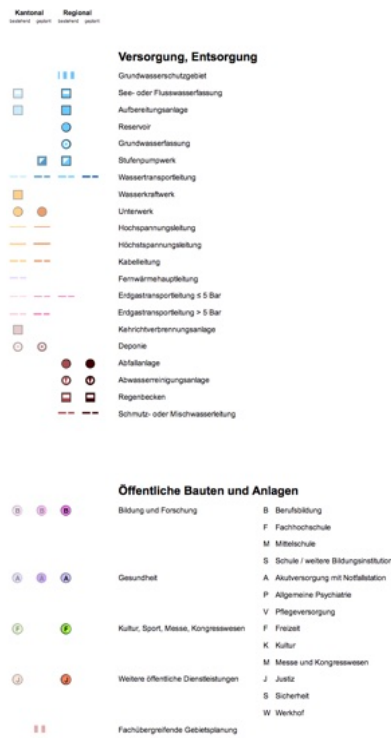 Kantonal Regional
bestehend geplant bestehend geplant
Versorgung, Entsorgung
Grundwasserschutzgebiet
See- oder Flusswasserfassung
Aufbereitungsanlage
Reservoir
Grundwasserfassung
Stufenpumpwerk
Wassertransportleitung
Wasserkraftwerk
Unterwerk
Hochspannungsleitung
Höchstspannungsleitung
Kabelleitung
Fernwärmehauptleitung
Erdgastransportleitung ≤ 5 Bar
Erdgastransportleitung > 5 Bar
Kehrichtverbrennungsanlage
Deponie
Abfallanlage
Abwasserreinigungsanlage
Regenbecken
Schmutz- oder Mischwasserleitung
Öffentliche Bauten und Anlagen
B B B Bildung und Forschung B Berufsbildung
F Fachhochschule
M Mittelschule
S Schule / weitere Bildungsinstitution
A A A Gesundheit A Akutversorgung mit Notfallstation
P Allgemeine Psychiatrie
V Pflegeversorgung
F F Kultur, Sport, Messe, Kongresswesen F Freizeit
K Kultur
M Messe und Kongresswesen
J J Weitere öffentliche Dienstleistungen J Justiz
S Sicherheit
W Werkhof
Fachübergreifende Gebietsplanung